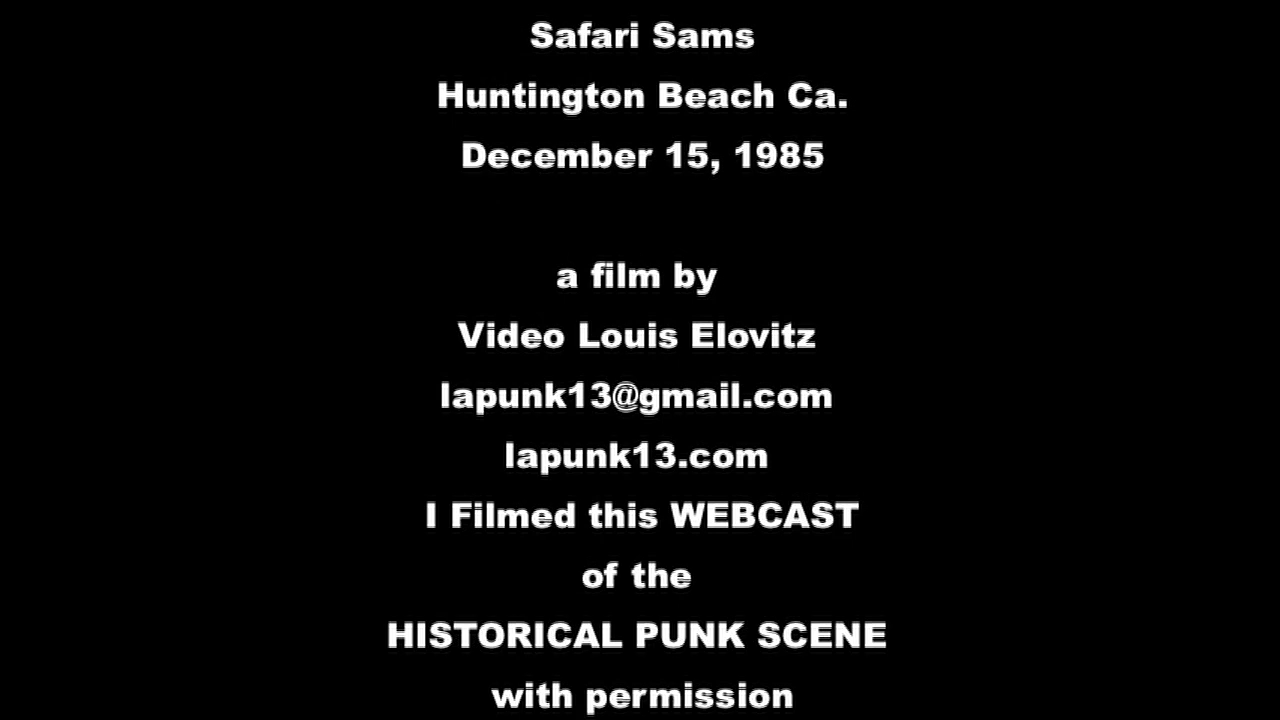 Safari Sams
Huntington Beach Ca.
December 15, 1985
a film by
Video Louis Elovitz
lapunk13@gmail.com
lapunk13.com
I Filmed this WEBCAST
of the
HISTORICAL PUNK SCENE
with permission